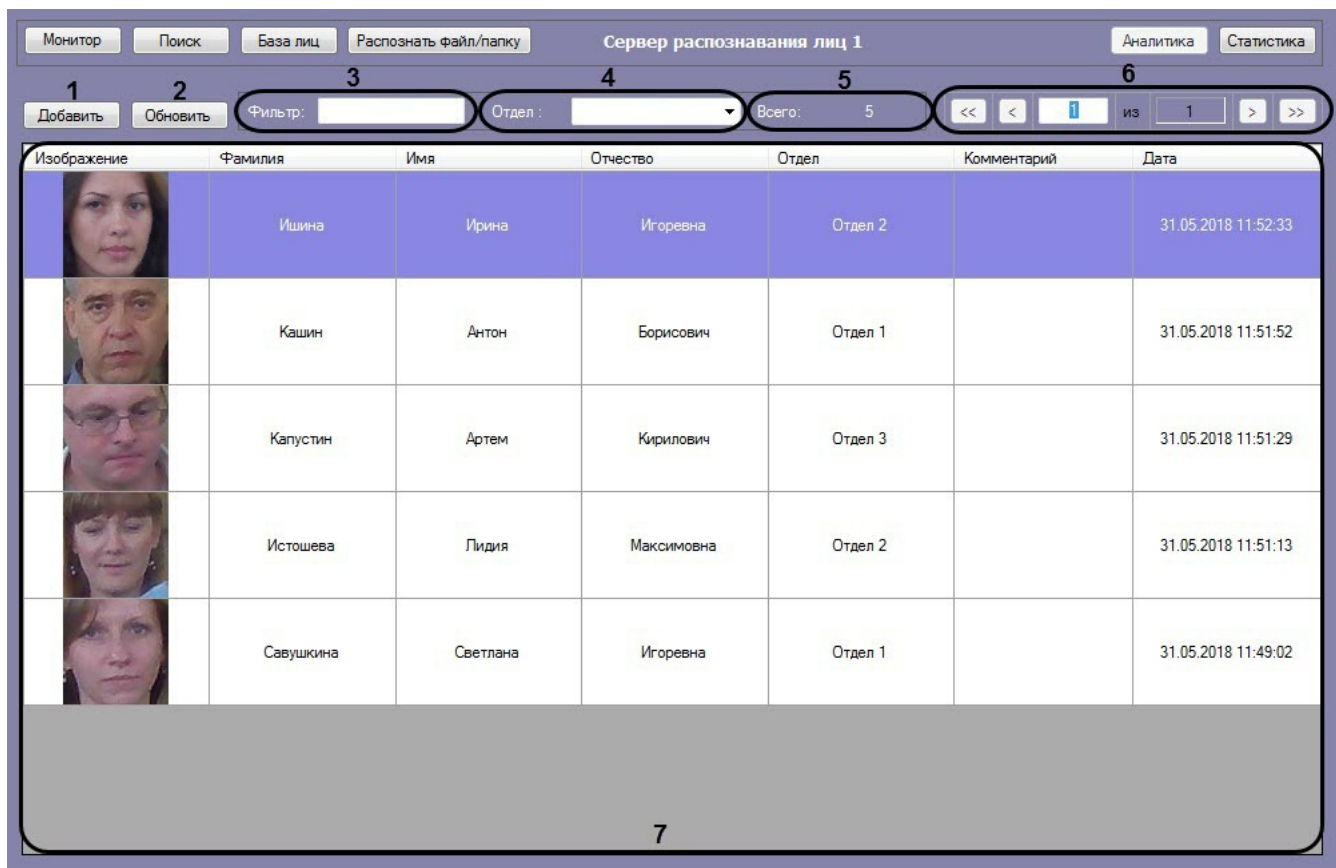 Монитор Поиск База лиц Распознать файл/папку Сервер распознавания лиц 1 Аналитика Статистика
1 2 3 4 5 6
Добавить Обновить Фильтр: Отдел : Всего: 5 << < 1 из 1 > >>
Изображение Фамилия Имя Отчество Отдел Комментарий Дата
Ишина Ирина Игоревна Отдел 2 31.05.2018 11:52:33
Кашин Антон Борисович Отдел 1 31.05.2018 11:51:52
Капустин Артем Кирилович Отдел 3 31.05.2018 11:51:29
Истошева Лидия Максимовна Отдел 2 31.05.2018 11:51:13
Савушкина Светлана Игоревна Отдел 1 31.05.2018 11:49:02
7